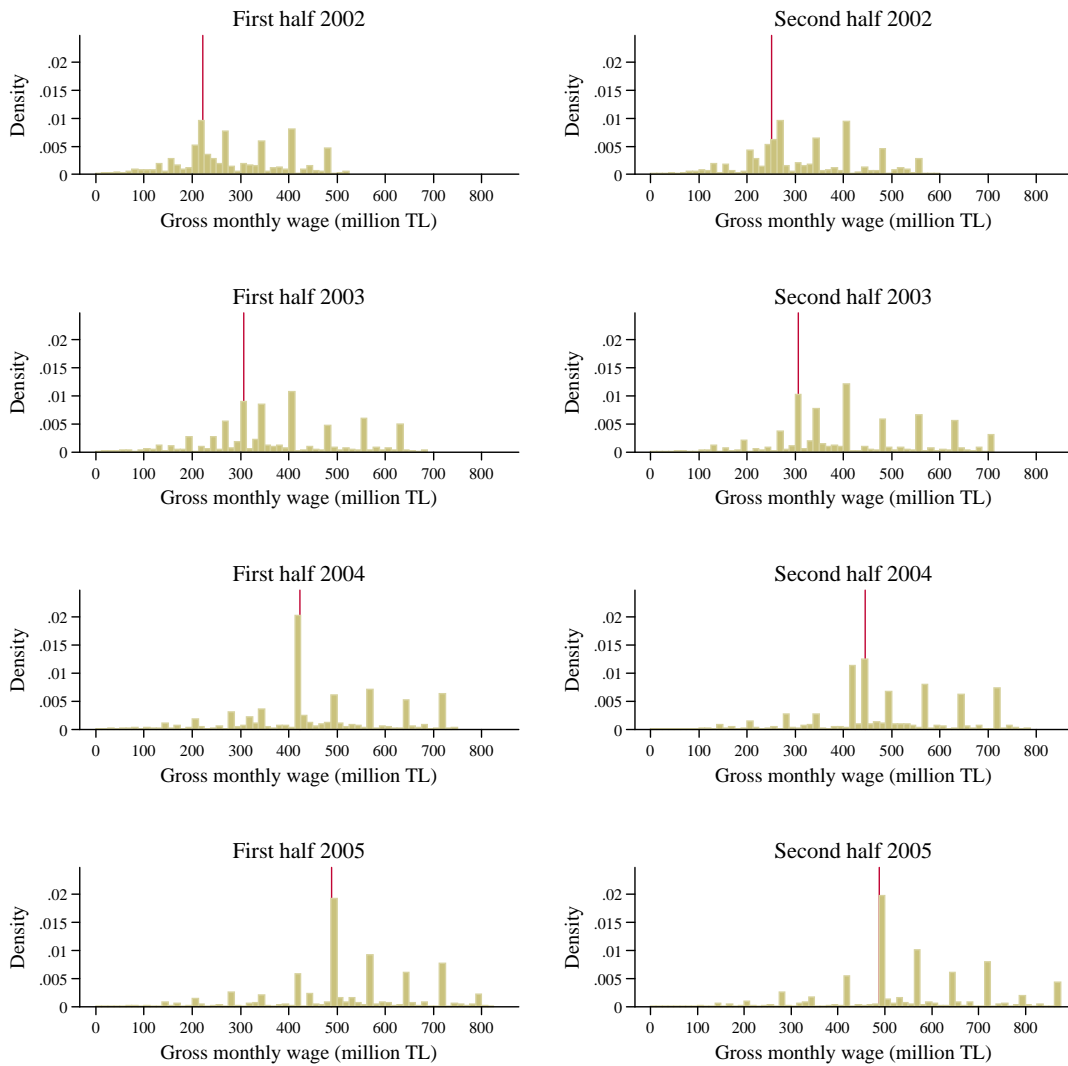 First half 2002
Density
.02
.015
.01
.005
0
0 100 200 300 400 500 600 700 800
Gross monthly wage (million TL)
Second half 2002
Density
.02
.015
.01
.005
0
0 100 200 300 400 500 600 700 800
Gross monthly wage (million TL)
First half 2003
Density
.02
.015
.01
.005
0
0 100 200 300 400 500 600 700 800
Gross monthly wage (million TL)
Second half 2003
Density
.02
.015
.01
.005
0
0 100 200 300 400 500 600 700 800
Gross monthly wage (million TL)
First half 2004
Density
.02
.015
.01
.005
0
0 100 200 300 400 500 600 700 800
Gross monthly wage (million TL)
Second half 2004
Density
.02
.015
.01
.005
0
0 100 200 300 400 500 600 700 800
Gross monthly wage (million TL)
First half 2005
Density
.02
.015
.01
.005
0
0 100 200 300 400 500 600 700 800
Gross monthly wage (million TL)
Second half 2005
Density
.02
.015
.01
.005
0
0 100 200 300 400 500 600 700 800
Gross monthly wage (million TL)